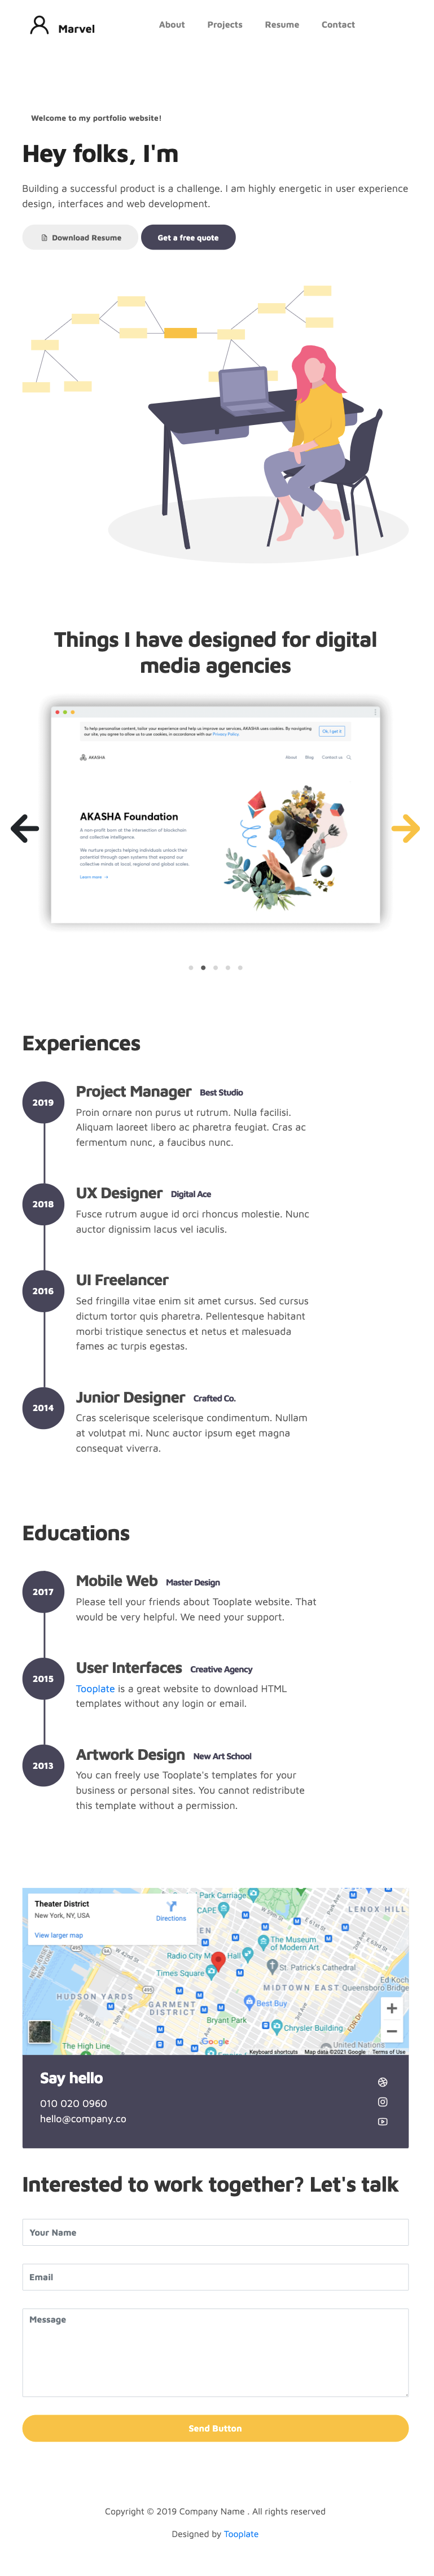 Marvel
About Projects Resume Contact
Welcome to my portfolio website!
Hey folks, I'm
Building a successful product is a challenge. I am highly energetic in user experience
design, interfaces and web development.
Download Resume
Get a free quote
Things I have designed for digital
media agencies
To help personalise content, tailor your experience and help us improve our services, AKASHA uses cookies. By navigating
our site, you agree to allow us to use cookies, in accordance with our Privacy Policy.
Ok, I get it
AKASHA
About Blog Contact us
AKASHA Foundation
A non-profit born at the intersection of blockchain
and collective intelligence.
We nurture projects helping individuals unlock their
potential through open systems that expand our
collective minds at local, regional and global scales.
Learn more →
Experiences
2019
Project Manager Best Studio
Proin ornare non purus ut rutrum. Nulla facilisi.
Aliquam laoreet libero ac pharetra feugiat. Cras ac
fermentum nunc, a faucibus nunc.
2018
UX Designer Digital Ace
Fusce rutrum augue id orci rhoncus molestie. Nunc
auctor dignissim lacus vel iaculis.
2016
UI Freelancer
Sed fringilla vitae enim sit amet cursus. Sed cursus
dictum tortor quis pharetra. Pellentesque habitant
morbi tristique senectus et netus et malesuada
fames ac turpis egestas.
2014
Junior Designer Crafted Co.
Cras scelerisque scelerisque condimentum. Nullam
at volutpat mi. Nunc auctor ipsum eget magna
consequat viverra.
Educations
2017
Mobile Web Master Design
Please tell your friends about Tooplate website. That
would be very helpful. We need your support.
2015
User Interfaces Creative Agency
Tooplate is a great website to download HTML
templates without any login or email.
2013
Artwork Design New Art School
You can freely use Tooplate's templates for your
business or personal sites. You cannot redistribute
this template without a permission.
Theater District
New York, NY, USA
Directions
View larger map
Park Carriage
CAPE
LENOX HILL
The Museum
of Modern Art
Radio City Music Hall
St. Patrick's Cathedral
Times Square
Ed Koch
Queensboro Bridge
MIDTOWN EAST
HUDSON YARDS
GARMENT
DISTRICT
Best Buy
Bryant Park
Chrysler Building
Google
United Nations
The High Line
Keyboard shortcuts Map data ©2021 Google Terms of Use
Say hello
010 020 0960
hello@company.co
Interested to work together? Let's talk
Your Name
Email
Message
Send Button
Copyright © 2019 Company Name . All rights reserved
Designed by Tooplate